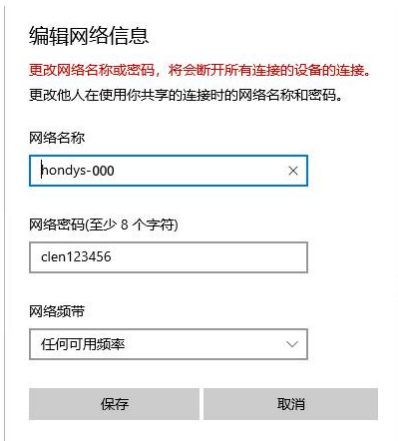 编辑网络信息
更改网络名称或密码，将会断开所有连接的设备的连接。
更改他人在使用你共享的连接时的网络名称和密码。
网络名称
hondys-000
网络密码(至少 8 个字符)
clen123456
网络频带
任何可用频率
保存 取消